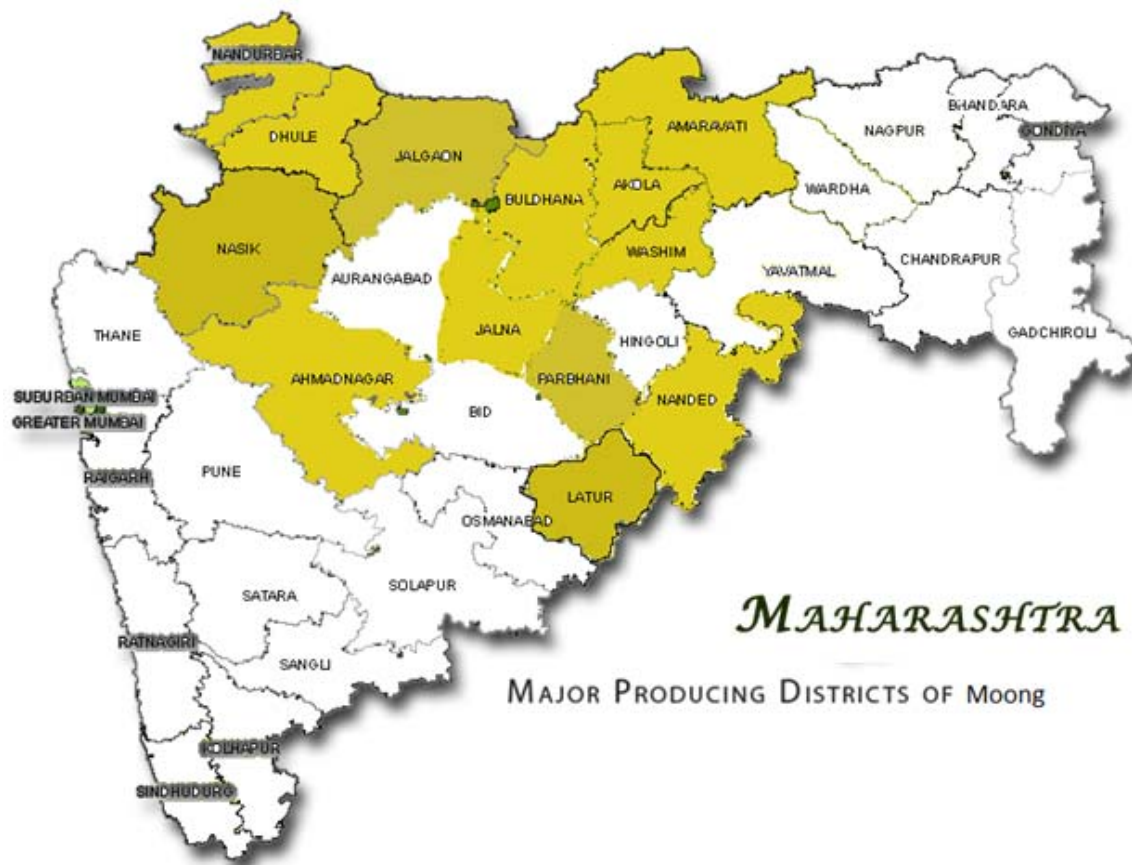 NANDURBAR
DHULE
JALGAON
NASIK
BULDHANA
AKOLA
AMARAVATI
WASHIM
NAGPUR
BHANDARA
GONDIYA
WARDHA
YAVATMAL
CHANDRAPUR
GADCHIROLI
AURANGABAD
JALNA
HINGOLI
PARBHANI
NANDED
THANE
AHMADNAGAR
BID
SUBURBAN MUMBAI
GREATER MUMBAI
RAIGARH
PUNE
LATUR
OSMANABAD
SOLAPUR
SATARA
RATNAGIRI
SANGLI
KOLHAPUR
SINDHUDURG
MAHARASHTRA
MAJOR PRODUCING DISTRICTS OF Moong